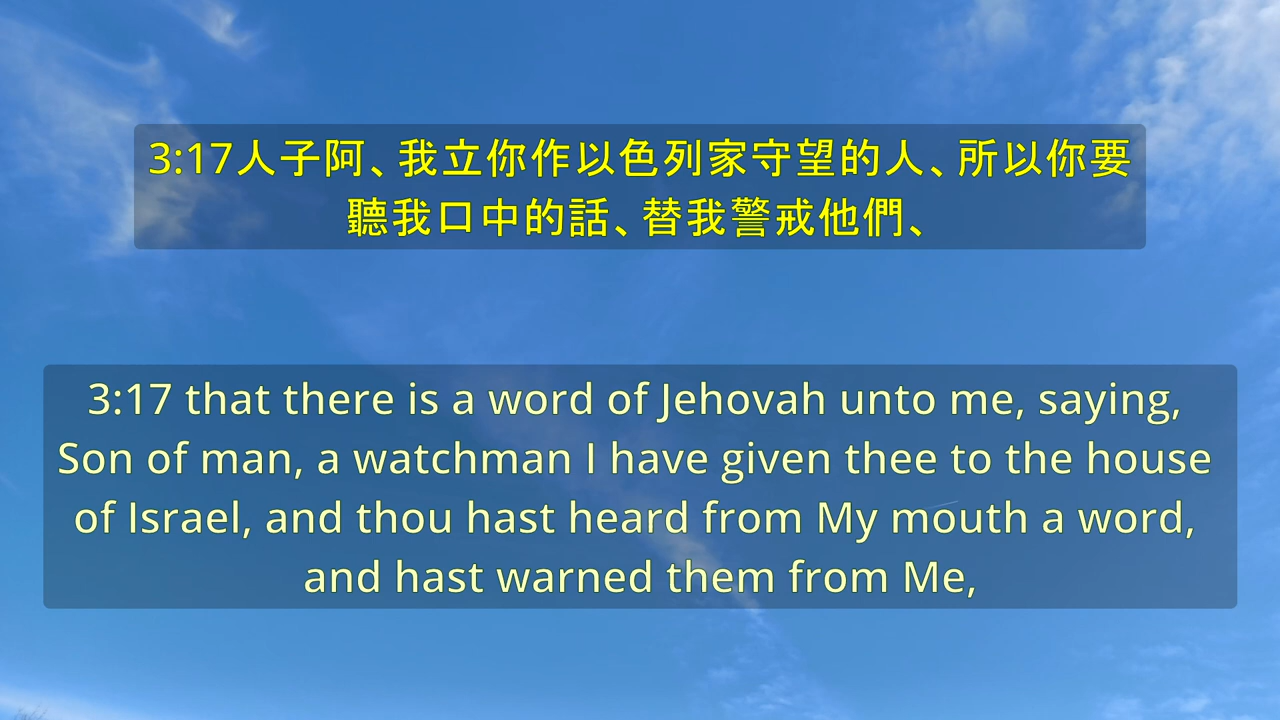 3:17人子阿、我立你作以色列家守望的人、所以你要
聽我口中的話、替我警戒他們、
3:17 that there is a word of Jehovah unto me, saying,
Son of man, a watchman I have given thee to the house
of Israel, and thou hast heard from My mouth a word,
and hast warned them from Me,